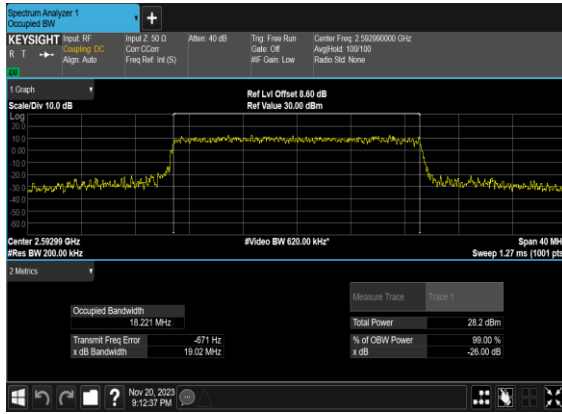 Spectrum Analyzer 1
Occupied BW
+
KEYSIGHT Input: RF Input Z: 50 Ω Atten: 40 dB Trig: Free Run Center Freq: 2.592990000 GHz
R T Coupling: DC Corr CCorr Gate: Off Avg|Hold: 100/100
Align: Auto Freq Ref: Int (S) #IF Gain: Low Radio Std: None
LXI
1 Graph
Ref Lvl Offset 8.60 dB
Scale/Div 10.0 dB Ref Value 30.00 dBm
Log
20.0
10.0
0.00
-10.0
-20.0
-30.0
-40.0
-50.0
-60.0
Center 2.59299 GHz #Video BW 620.00 kHz* Span 40 MH
#Res BW 200.00 kHz Sweep 1.27 ms (1001 pts
2 Metrics
Measure Trace Trace 1
Occupied Bandwidth
18.221 MHz Total Power 28.2 dBm
Transmit Freq Error -671 Hz % of OBW Power 99.00 %
x dB Bandwidth 19.02 MHz x dB -26.00 dB
? Nov 20, 2023
9:12:37 PM